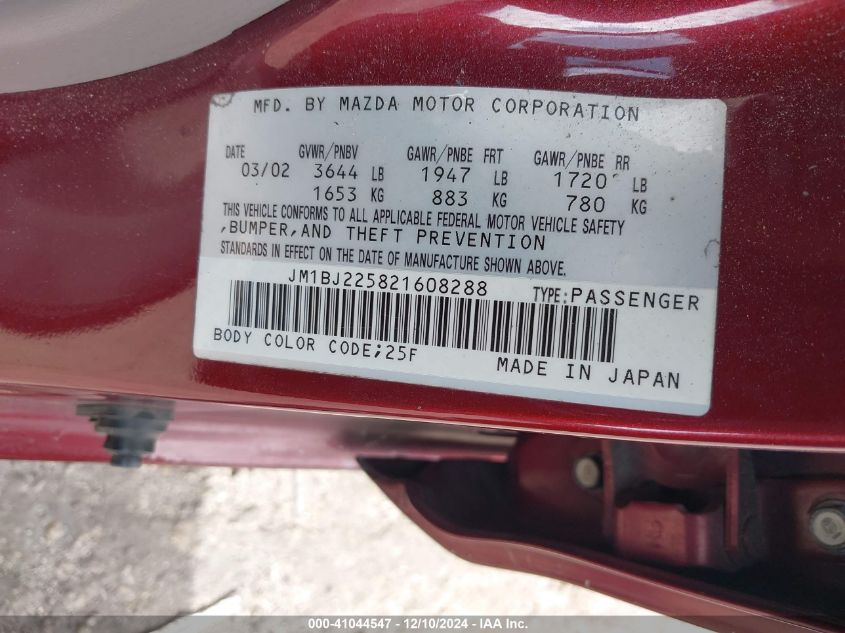 MFD. BY MAZDA MOTOR CORPORATION
DATE GVWR/PNBV GAWR/PNBE FRT GAWR/PNBE RR
03/02 3644 LB 1947 LB 1720 LB
1653 KG 883 KG 780 KG
THIS VEHICLE CONFORMS TO ALL APPLICABLE FEDERAL MOTOR VEHICLE SAFETY
,BUMPER,AND THEFT PREVENTION
STANDARDS IN EFFECT ON THE DATE OF MANUFACTURE SHOWN ABOVE.
JM1BJ225821608288 TYPE:PASSENGER
BODY COLOR CODE;25F
MADE IN JAPAN
000-41044547 - 12/10/2024 - IAA Inc.